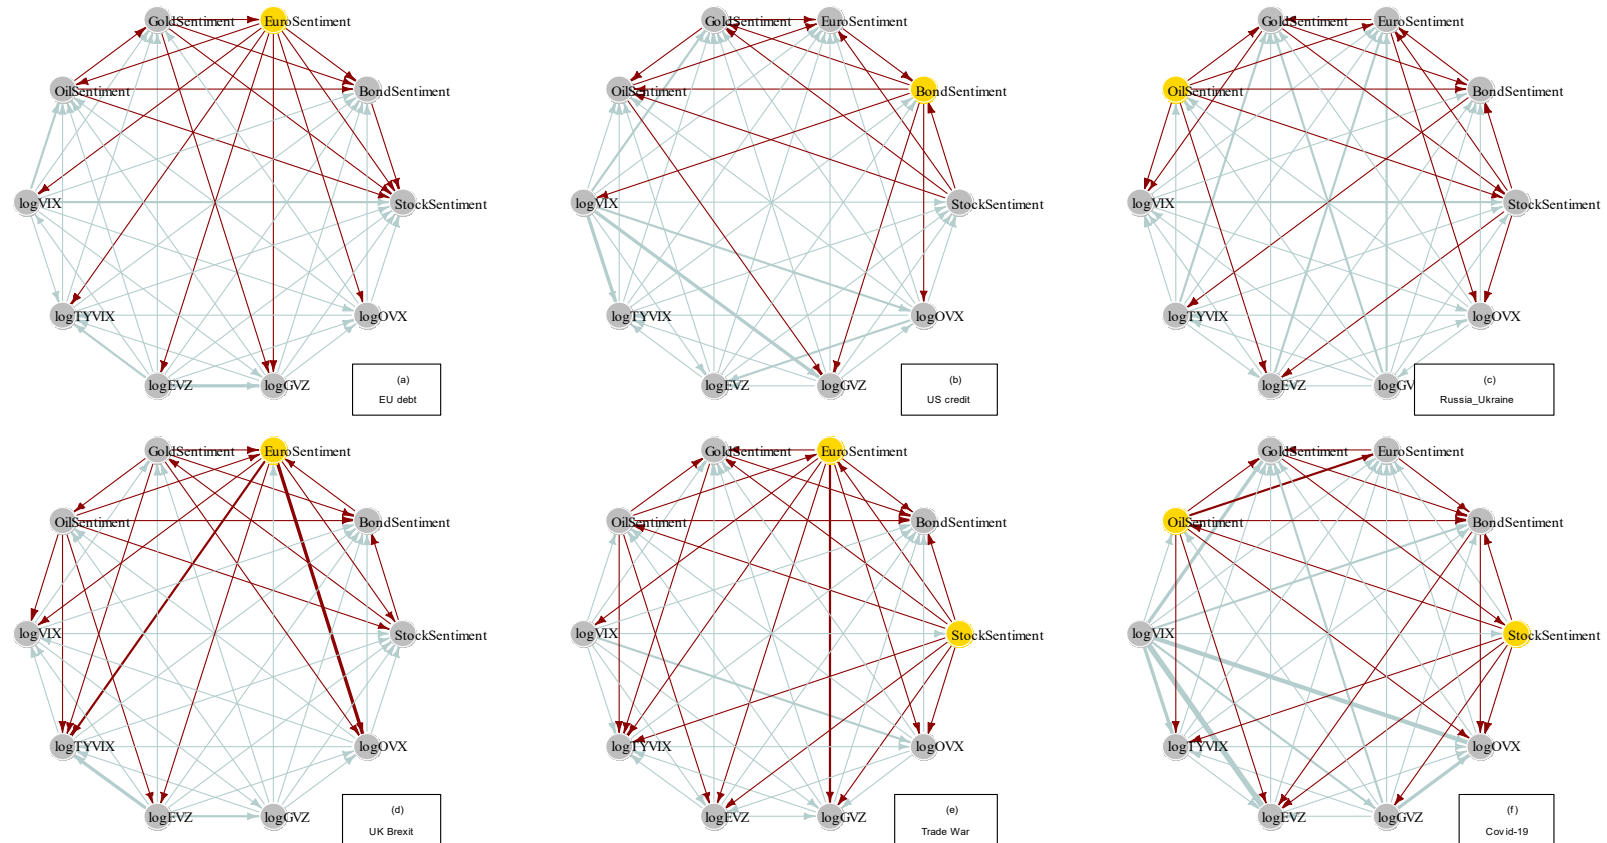 GoldSentiment EuroSentiment
OilSentiment BondSentiment
logVIX StockSentiment
logTYVIX logOVX
logEVZ logGVZ
(a)
EU debt
GoldSentiment EuroSentiment
OilSentiment BondSentiment
logVIX StockSentiment
logTYVIX logOVX
logEVZ logGVZ
(b)
US credit
GoldSentiment EuroSentiment
OilSentiment BondSentiment
logVIX StockSentiment
logTYVIX logOVX
logEVZ logGV
(c)
Russia_Ukraine
GoldSentiment EuroSentiment
OilSentiment BondSentiment
logVIX StockSentiment
logTYVIX logOVX
logEVZ logGVZ
(d)
UK Brexit
GoldSentiment EuroSentiment
OilSentiment BondSentiment
logVIX StockSentiment
logTYVIX logOVX
logEVZ logGVZ
(e)
Trade War
GoldSentiment EuroSentiment
OilSentiment BondSentiment
logVIX StockSentiment
logTYVIX logOVX
logEVZ logGVZ
(f)
Covid-19